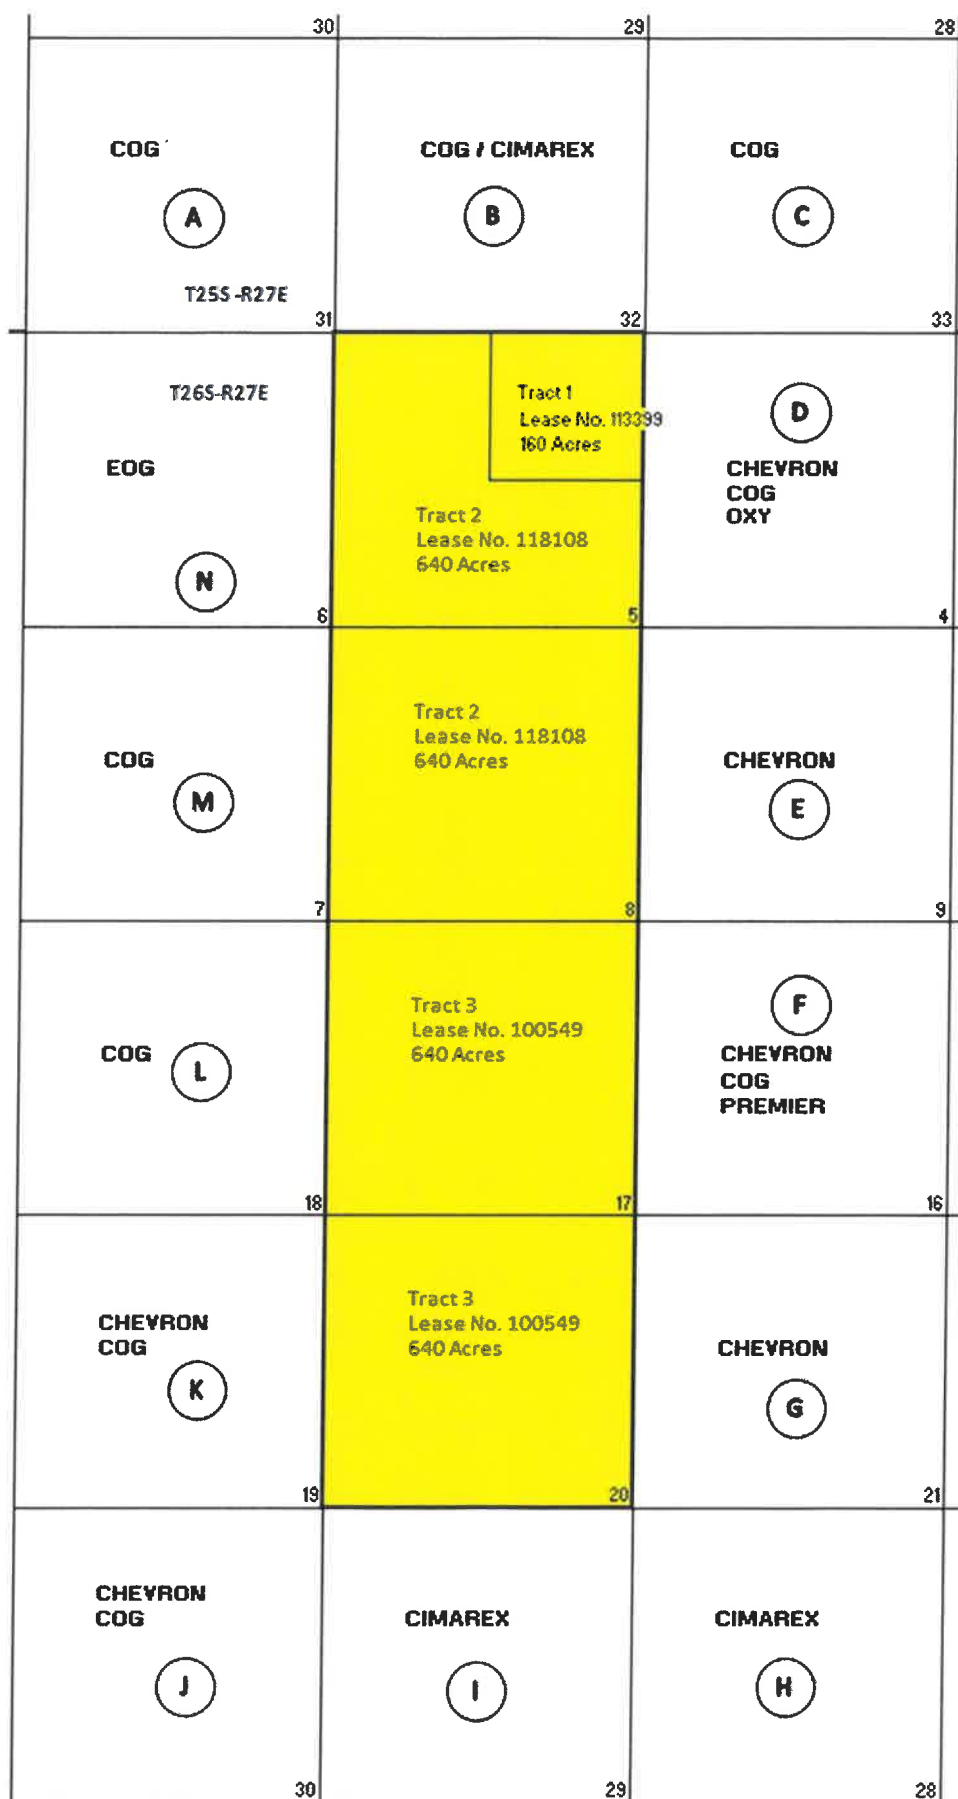 30
29
28
COG
COG / CIMAREX
COG
A
B
C
T25S -R27E
31
32
33
T26S-R27E
Tract 1
Lease No. 113399
160 Acres
D
EOG
CHEVRON
COG
OXY
Tract 2
Lease No. 118108
640 Acres
N
6
5
4
Tract 2
Lease No. 118108
640 Acres
COG
M
CHEVRON
E
7
8
9
Tract 3
Lease No. 100549
640 Acres
F
COG
L
CHEVRON
COG
PREMIER
18
17
16
Tract 3
Lease No. 100549
640 Acres
CHEVRON
COG
K
CHEVRON
G
19
20
21
CHEVRON
COG
CIMAREX
CIMAREX
J
I
H
30
29
28